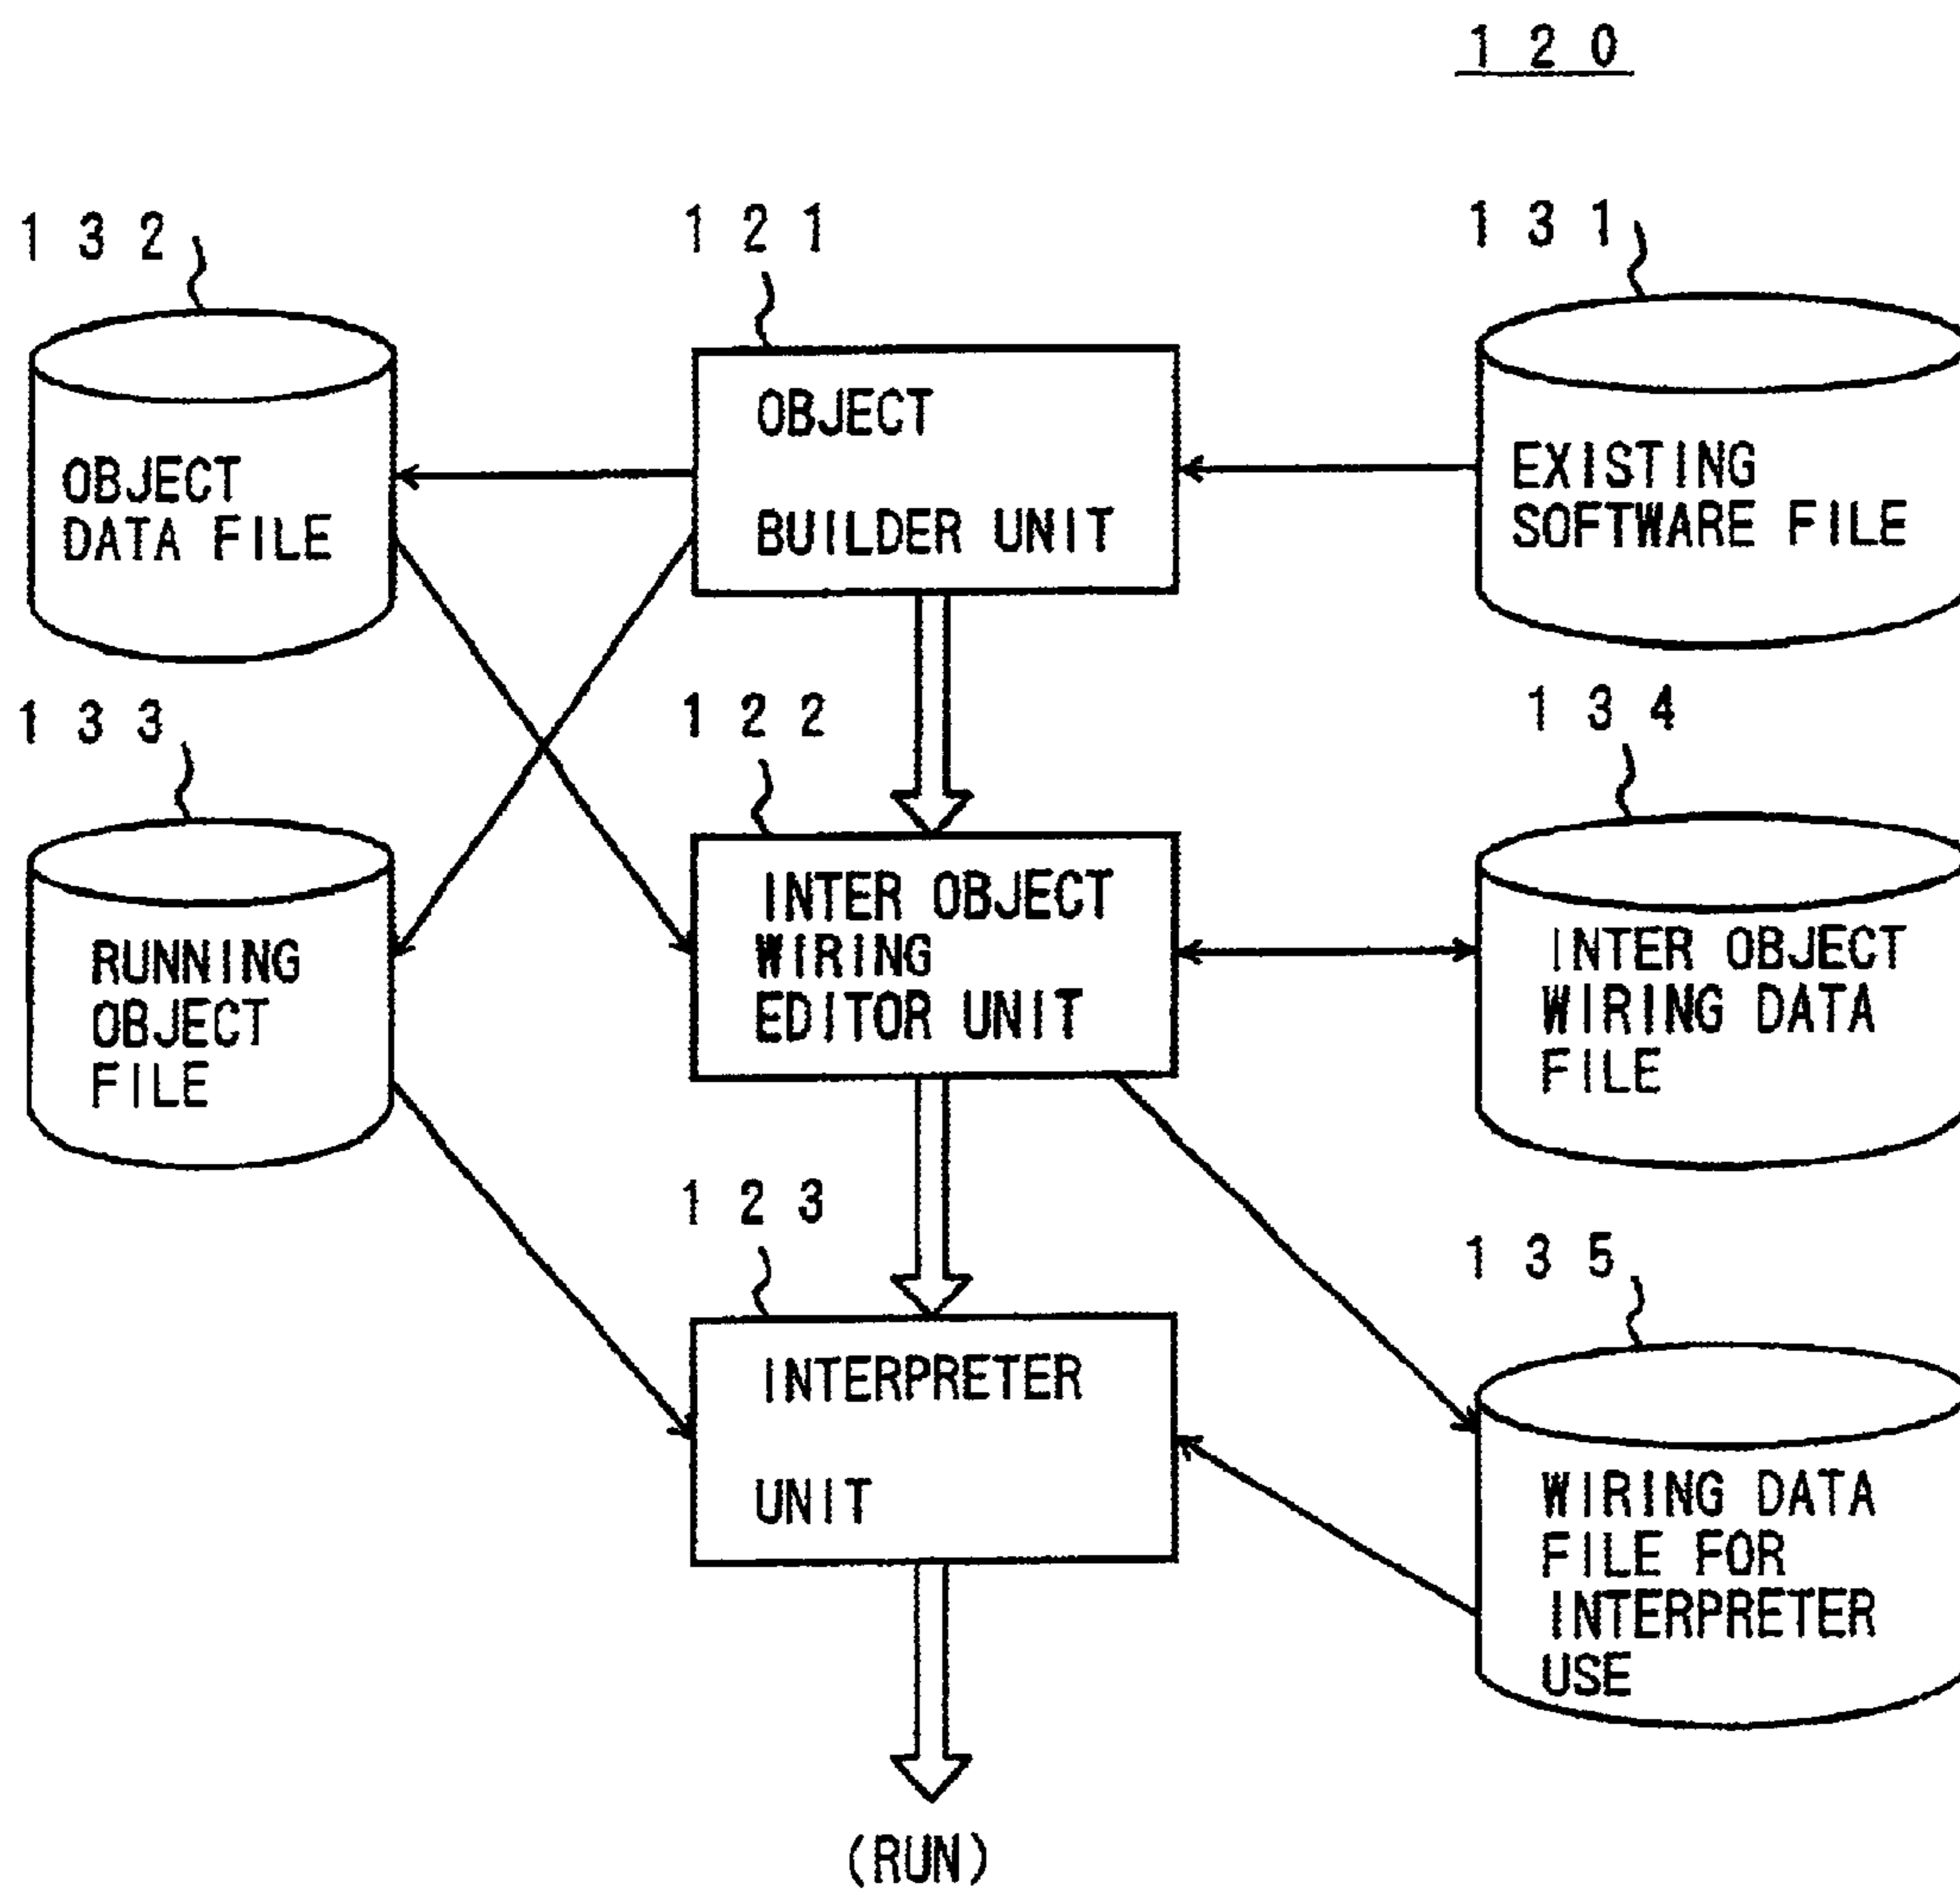 120
132
121
131
OBJECT
DATA FILE
OBJECT
BUILDER UNIT
EXISTING
SOFTWARE FILE
133
122
134
RUNNING
OBJECT
FILE
INTER OBJECT
WIRING
EDITOR UNIT
INTER OBJECT
WIRING DATA
FILE
123
135
INTERPRETER
UNIT
WIRING DATA
FILE FOR
INTERPRETER
USE
(RUN)